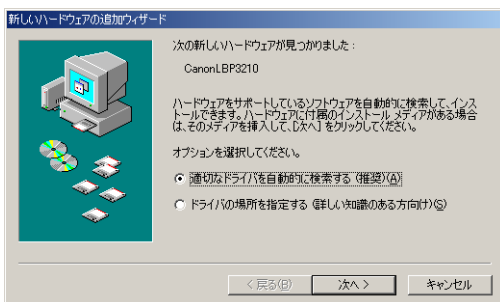 新しいハードウェアの追加ウィザード
次の新しいハードウェアが見つかりました：
CanonLBP3210
ハードウェアをサポートしているソフトウェアを自動的に検索して、インス
トールできます。ハードウェアに付属のインストール メディアがある場合
は、そのメディアを挿入して、[次へ] をクリックしてください。
オプションを選択してください。
適切なドライバを自動的に検索する (推奨)(A)
ドライバの場所を指定する (詳しい知識のある方向け)(S)
< 戻る(B) 次へ > キャンセル